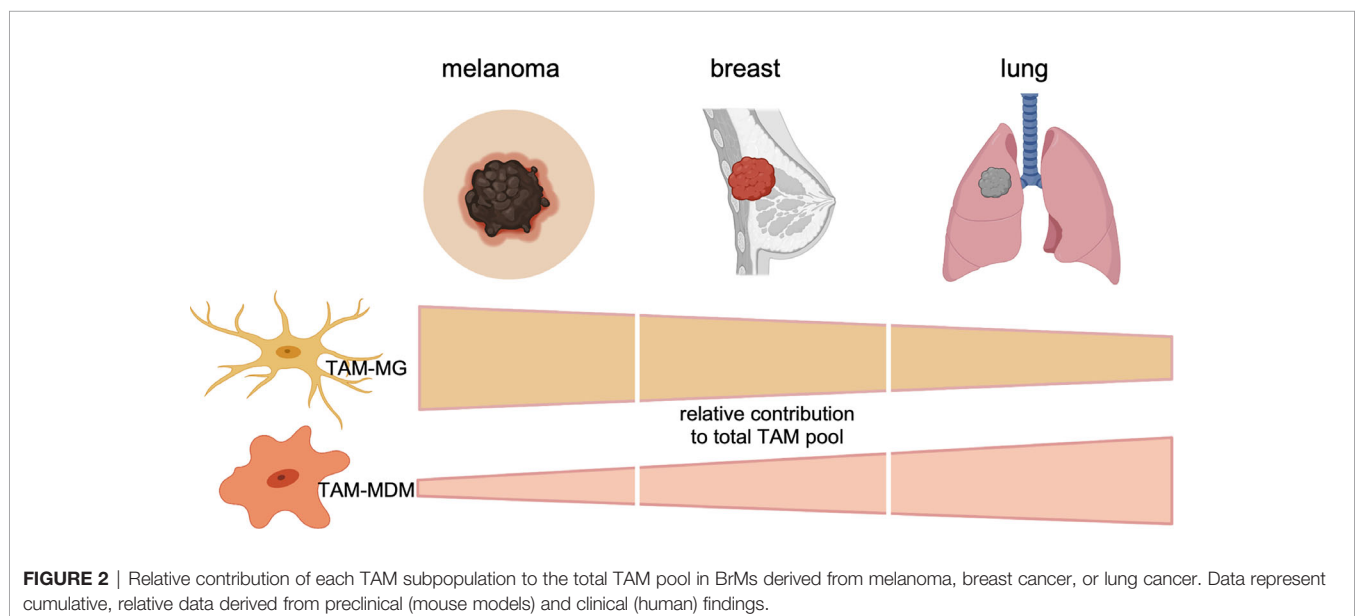 melanoma
breast
lung
TAM-MG
relative contribution
to total TAM pool
TAM-MDM
FIGURE 2 | Relative contribution of each TAM subpopulation to the total TAM pool in BrMs derived from melanoma, breast cancer, or lung cancer. Data represent
cumulative, relative data derived from preclinical (mouse models) and clinical (human) findings.